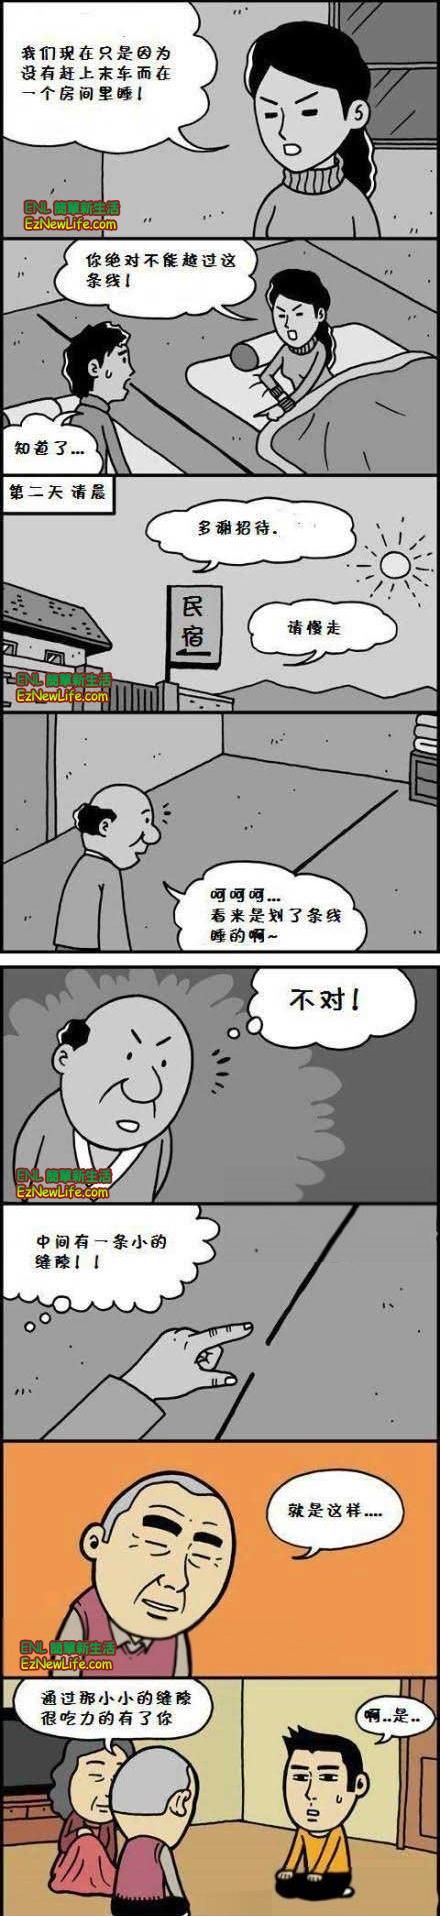 我们现在只是因为
没有赶上末车而在
一个房间里睡!
ENL 簡單新生活
EzNewLife.com
你绝对不能越过这
条线!
知道了...
第二天 请晨
多谢招待.
民
宿
请慢走
ENL 簡單新生活
EzNewLife.com
呵呵呵...
看来是划了条线
睡的啊~
不对!
ENL 簡單新生活
EzNewLife.com
中间有一条小的
缝隙!!
就是这样....
ENL 簡單新生活
EzNewLife.com
通过那小小的缝隙
很吃力的有了你
啊..是..